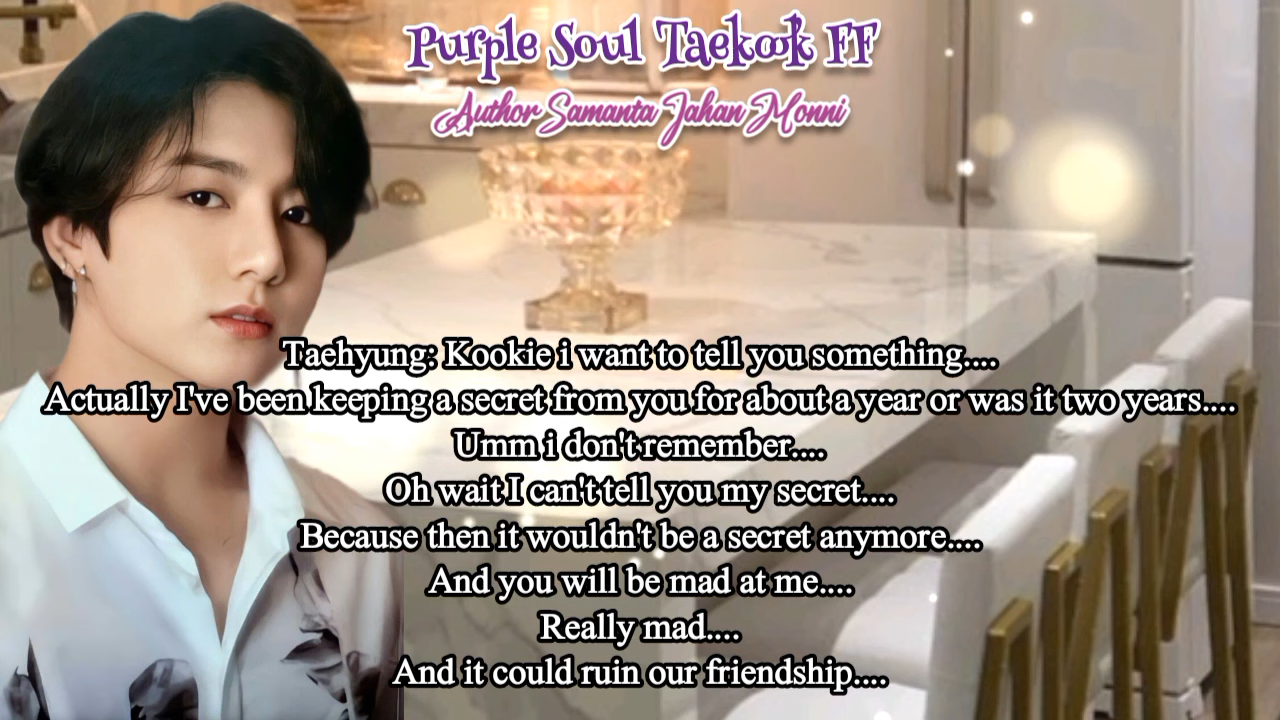 Purple Soul Taekook FF
Author Samanta Jahan Monni
Taehyung: Kookie i want to tell you something....
Actually I've been keeping a secret from you for about a year or was it two years....
Umm i don't remember....
Oh wait I can't tell you my secret....
Because then it wouldn't be a secret anymore....
And you will be mad at me....
Really mad....
And it could ruin our friendship....